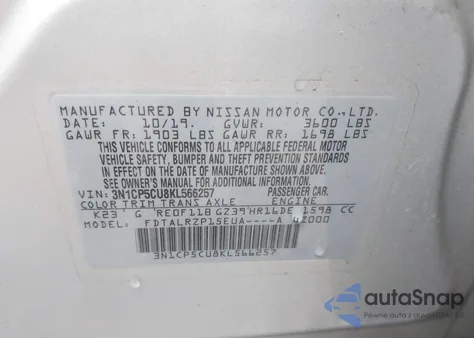 MANUFACTURED BY NISSAN MOTOR CO.,LTD.
DATE: 10/19. GVWR: 3600 LBS
GAWR FR: 1903 LBS GAWR RR: 1698 LBS
THIS VEHICLE CONFORMS TO ALL APPLICABLE FEDERAL MOTOR
VEHICLE SAFETY, BUMPER AND THEFT PREVENTION STANDARDS
IN EFFECT ON THE DATE OF MANUFACTURE SHOWN ABOVE.
SEE OWNER'S MANUAL FOR ADDITIONAL INFORMATION.
VIN: 3N1CP5CU8KL566257 PASSENGER CAR
COLOR TRIM TRANS AXLE ENGINE
K23 G RE0F11B GZ39 HR16DE 1598 CC
MODEL: FDTALRZP15EUA----A
3N1CP5CU8KL566257
autaSnap
Pewne auto z